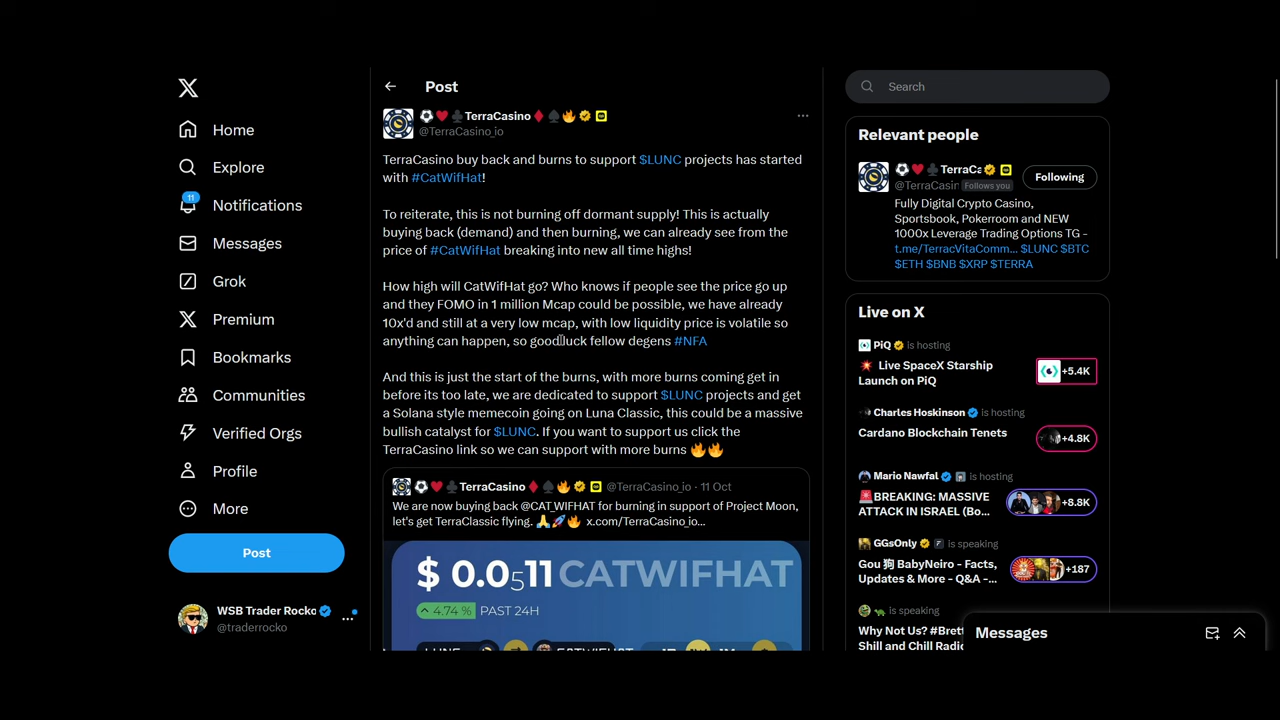 Home
Explore
11
Notifications
Messages
Grok
Premium
Bookmarks
Communities
Verified Orgs
Profile
More
Post
WSB Trader Rocko
@traderrocko
Post
TerraCasino
@TerraCasino_io
TerraCasino buy back and burns to support $LUNC projects has started
with #CatWifHat!
To reiterate, this is not burning off dormant supply! This is actually
buying back (demand) and then burning, we can already see from the
price of #CatWifHat breaking into new all time highs!
How high will CatWifHat go? Who knows if people see the price go up
and they FOMO in 1 million Mcap could be possible, we have already
10x'd and still at a very low mcap, with low liquidity price is volatile so
anything can happen, so good luck fellow degens #NFA
And this is just the start of the burns, with more burns coming get in
before its too late, we are dedicated to support $LUNC projects and get
a Solana style memecoin going on Luna Classic, this could be a massive
bullish catalyst for $LUNC. If you want to support us click the
TerraCasino link so we can support with more burns 🔥🔥
TerraCasino @TerraCasino_io · 11 Oct
We are now buying back @CAT_WIFHAT for burning in support of Project Moon,
let's get TerraClassic flying. 🙏🚀🔥 x.com/TerraCasino_io...
$ 0.0₅11 CATWIFHAT
4.74 % PAST 24H
Search
Relevant people
TerraCa
@TerraCasin Follows you
Following
Fully Digital Crypto Casino,
Sportsbook, Pokerroom and NEW
1000x Leverage Trading Options TG -
t.me/TerracVitaComm... $LUNC $BTC
$ETH $BNB $XRP $TERRA
Live on X
PiQ is hosting
💥 Live SpaceX Starship
Launch on PiQ
+5.4K
Charles Hoskinson is hosting
Cardano Blockchain Tenets
+4.8K
Mario Nawfal is hosting
🚨BREAKING: MASSIVE
ATTACK IN ISRAEL (Bo...
+8.8K
GGsOnly is speaking
Gou 狗 BabyNeiro - Facts,
Updates & More - Q&A -...
+187
is speaking
Why Not Us? #Brett
Shill and Chill Radio
Messages